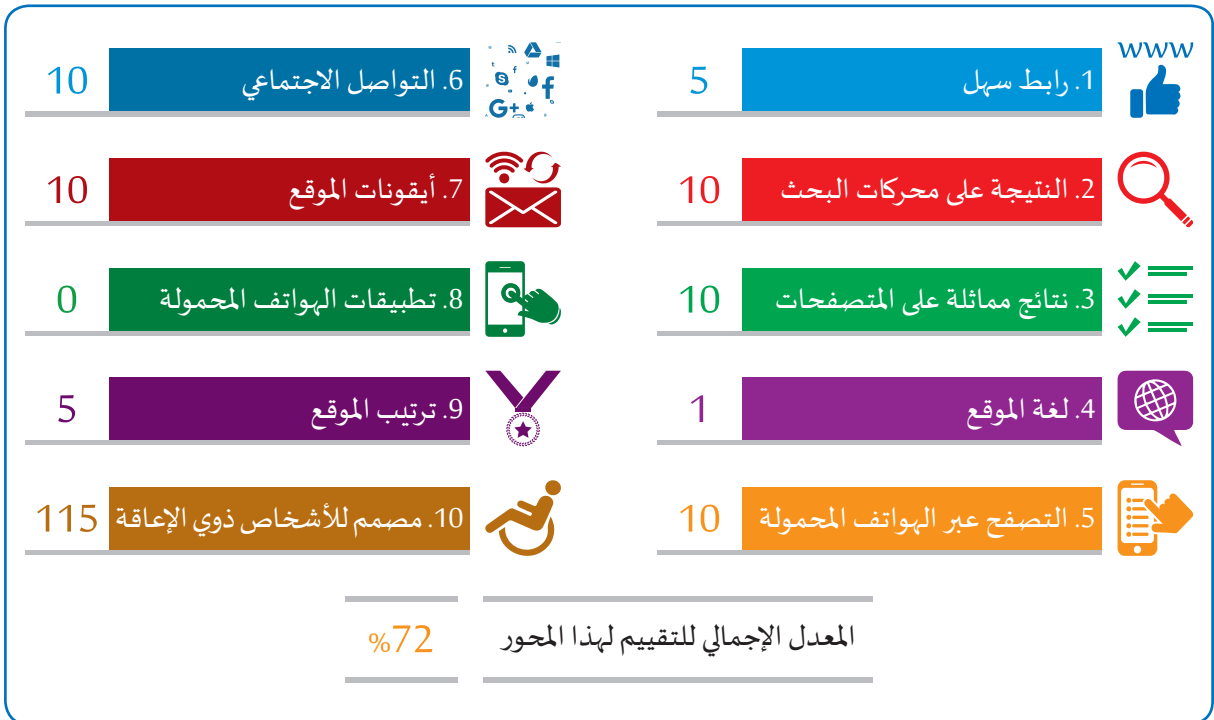 www
1. رابط سهل 5
2. النتيجة على محركات البحث 10
3. نتائج مماثلة على المتصفحات 10
4. لغة الموقع 1
5. التصفح عبر الهواتف المحمولة 10
6. التواصل الاجتماعي 10
7. أيقونات الموقع 10
8. تطبيقات الهواتف المحمولة 0
9. ترتيب الموقع 5
10. مصمم للأشخاص ذوي الإعاقة 115
المعدل الإجمالي للتقييم لهذا المحور %72